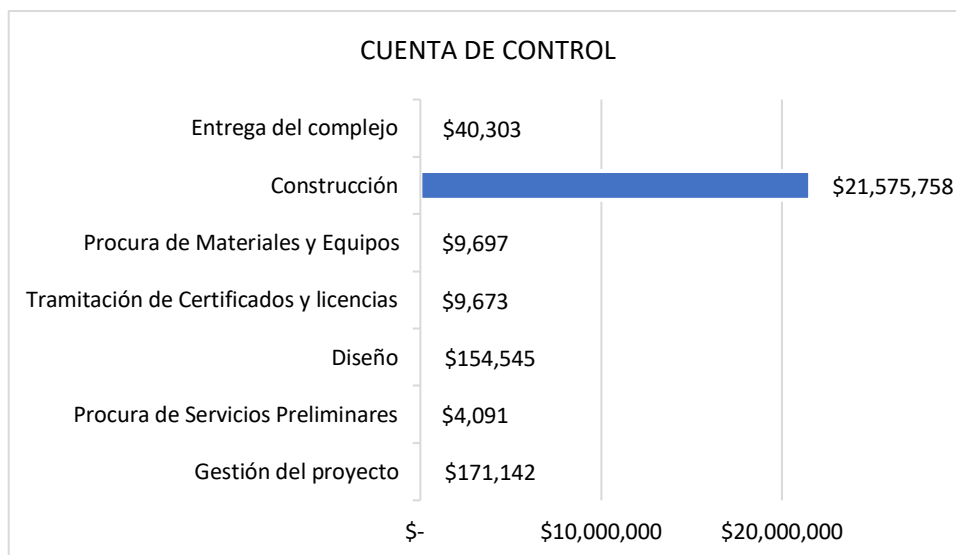 CUENTA DE CONTROL
Entrega del complejo $40,303
Construcción $21,575,758
Procura de Materiales y Equipos $9,697
Tramitación de Certificados y licencias $9,673
Diseño $154,545
Procura de Servicios Preliminares $4,091
Gestión del proyecto $171,142
$- $10,000,000 $20,000,000